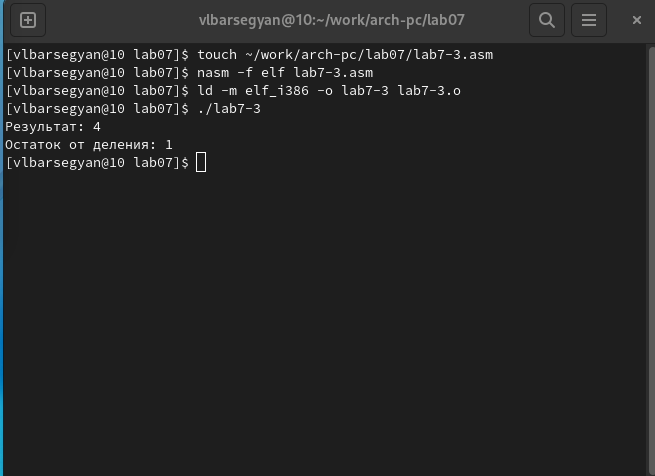 vlbarsegyan@10:~/work/arch-pc/lab07
[vlbarsegyan@10 lab07]$ touch ~/work/arch-pc/lab07/lab7-3.asm
[vlbarsegyan@10 lab07]$ nasm -f elf lab7-3.asm
[vlbarsegyan@10 lab07]$ ld -m elf_i386 -o lab7-3 lab7-3.o
[vlbarsegyan@10 lab07]$ ./lab7-3
Результат: 4
Остаток от деления: 1
[vlbarsegyan@10 lab07]$